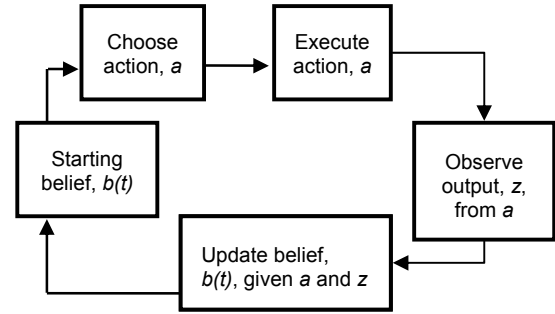 Choose
action, a
Execute
action, a
Starting
belief, b(t)
Observe
output, z,
from a
Update belief,
b(t), given a and z